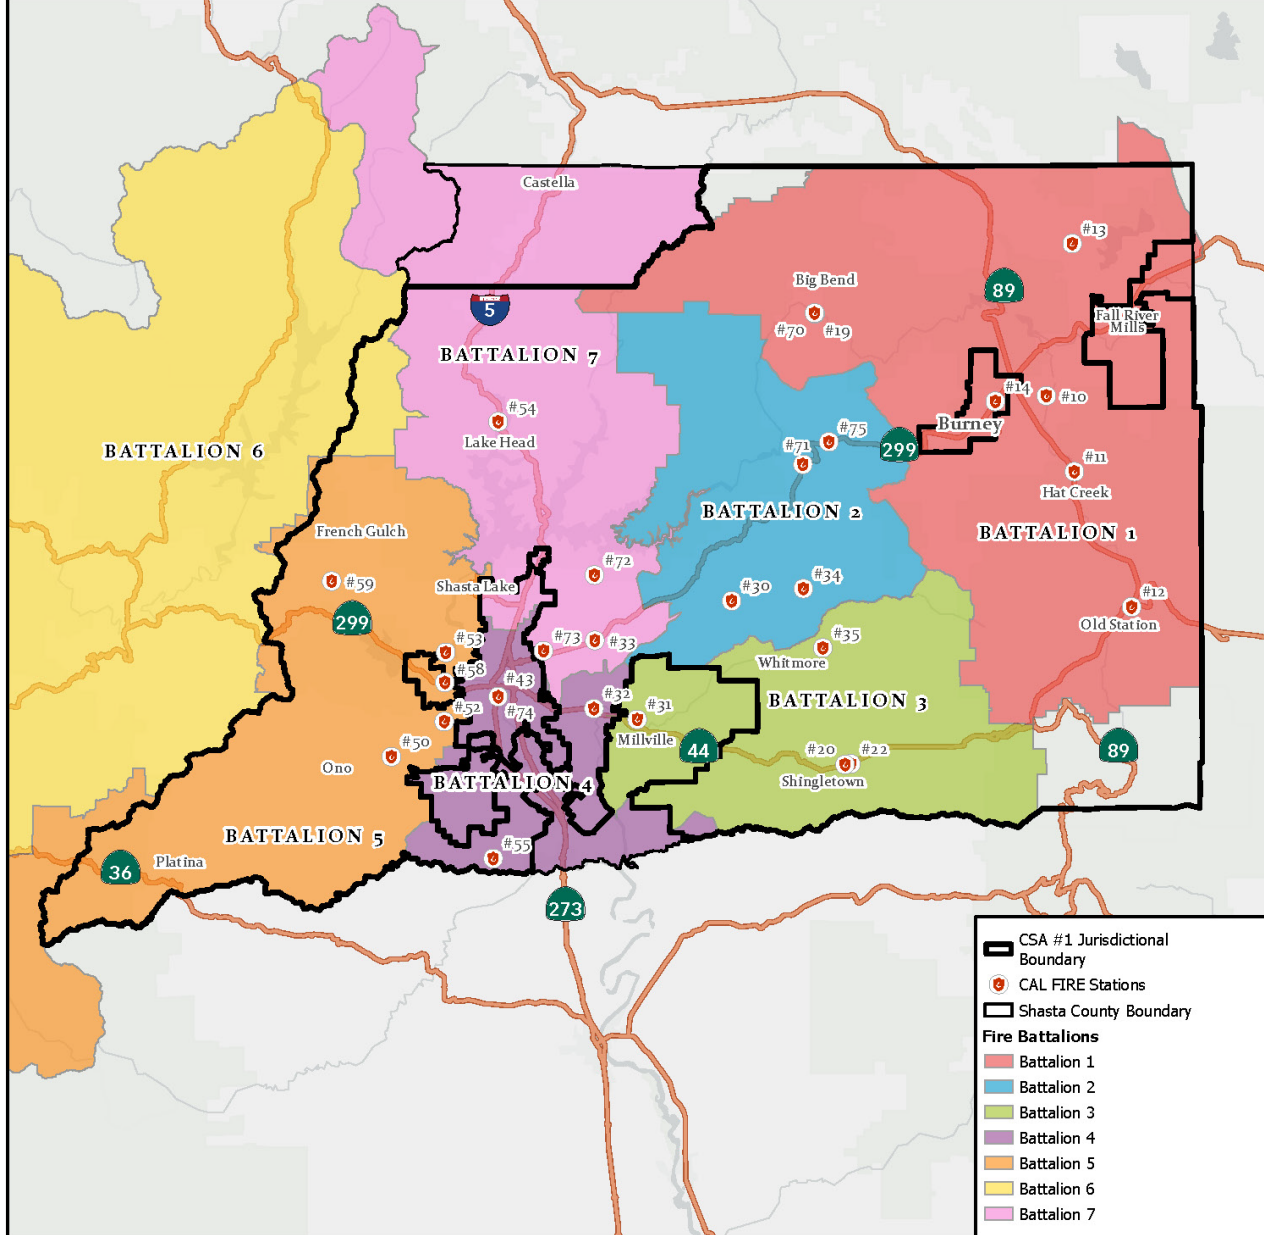 Castella
#13
Big Bend
89
5
Fall River
Mills
#70
#19
BATTALION 7
#14
#10
#54
Burney
Lake Head
#75
#71
299
BATTALION 6
#11
Hat Creek
BATTALION 2
French Gulch
BATTALION 1
#72
#59
Shasta Lake
#30
#34
#12
299
Old Station
#53
#73
#33
#35
Whitmore
#58
#43
#32
BATTALION 3
#52
#74
#31
Millville
#50
44
#20
#22
89
Ono
Shingletown
BATTALION 4
BATTALION 5
#55
36
Platina
273
CSA #1 Jurisdictional
Boundary
CAL FIRE Stations
Shasta County Boundary
Fire Battalions
Battalion 1
Battalion 2
Battalion 3
Battalion 4
Battalion 5
Battalion 6
Battalion 7